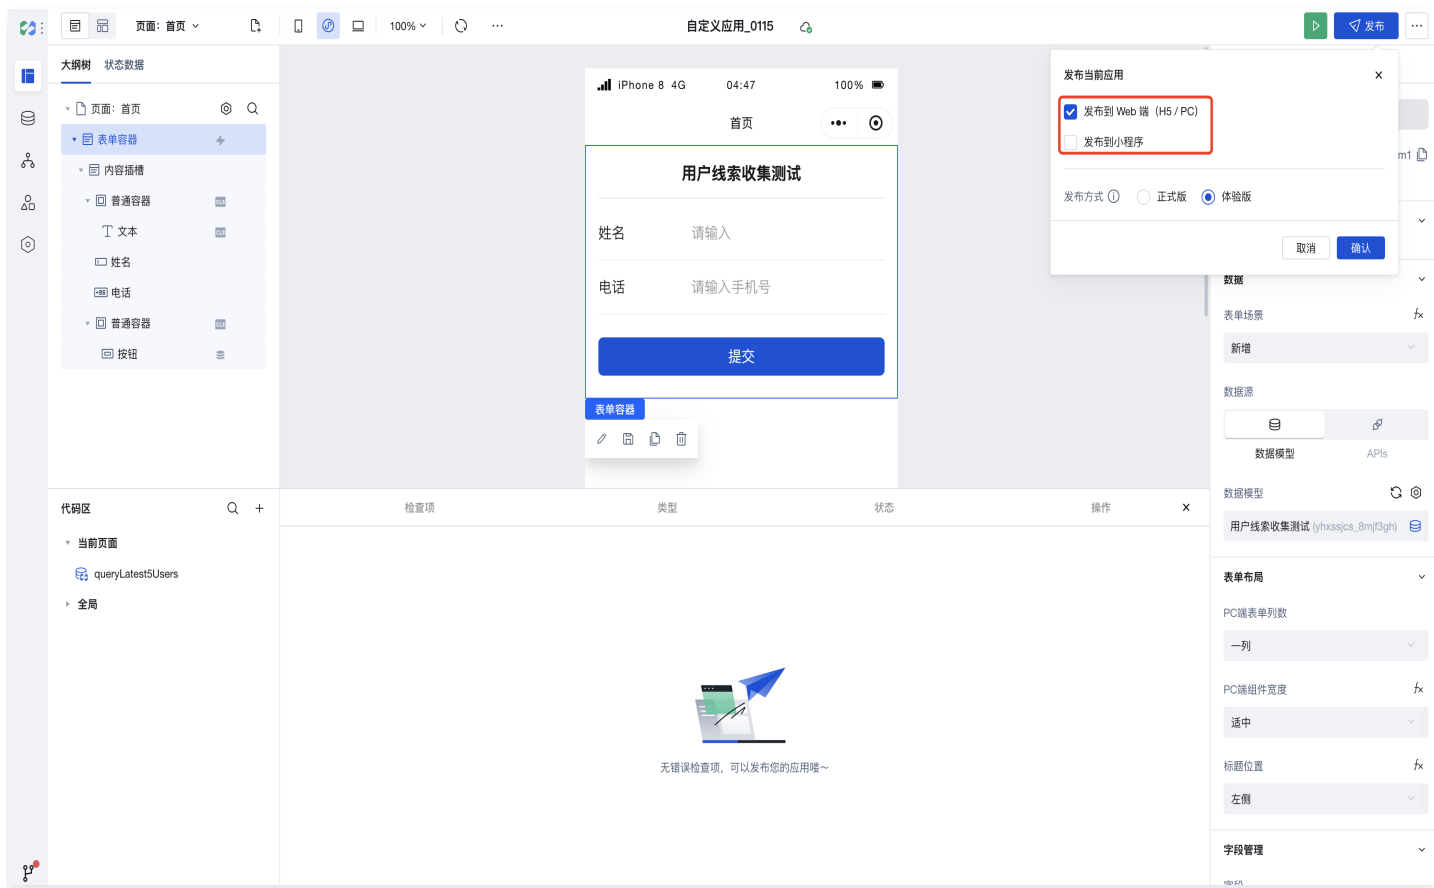 页面：首页
100%
自定义应用_0115
发布
大纲树
状态数据
页面：首页
表单容器
内容插槽
普通容器
文本
姓名
+86 电话
普通容器
按钮
iPhone 8 4G
04:47
100%
首页
用户线索收集测试
姓名
请输入
电话
请输入手机号
提交
表单容器
发布当前应用
发布到 Web 端（H5 / PC）
发布到小程序
发布方式
正式版
体验版
取消
确认
m1
数据
表单场景
fx
新增
数据源
数据模型
APIs
数据模型
用户线索收集测试 (yhxssjcs_8mjf3gh)
表单布局
PC端表单列数
一列
PC端组件宽度
fx
适中
标题位置
fx
左侧
字段管理
代码区
当前页面
queryLatest5Users
全局
检查项
类型
状态
操作
无错误检查项，可以发布您的应用喽～